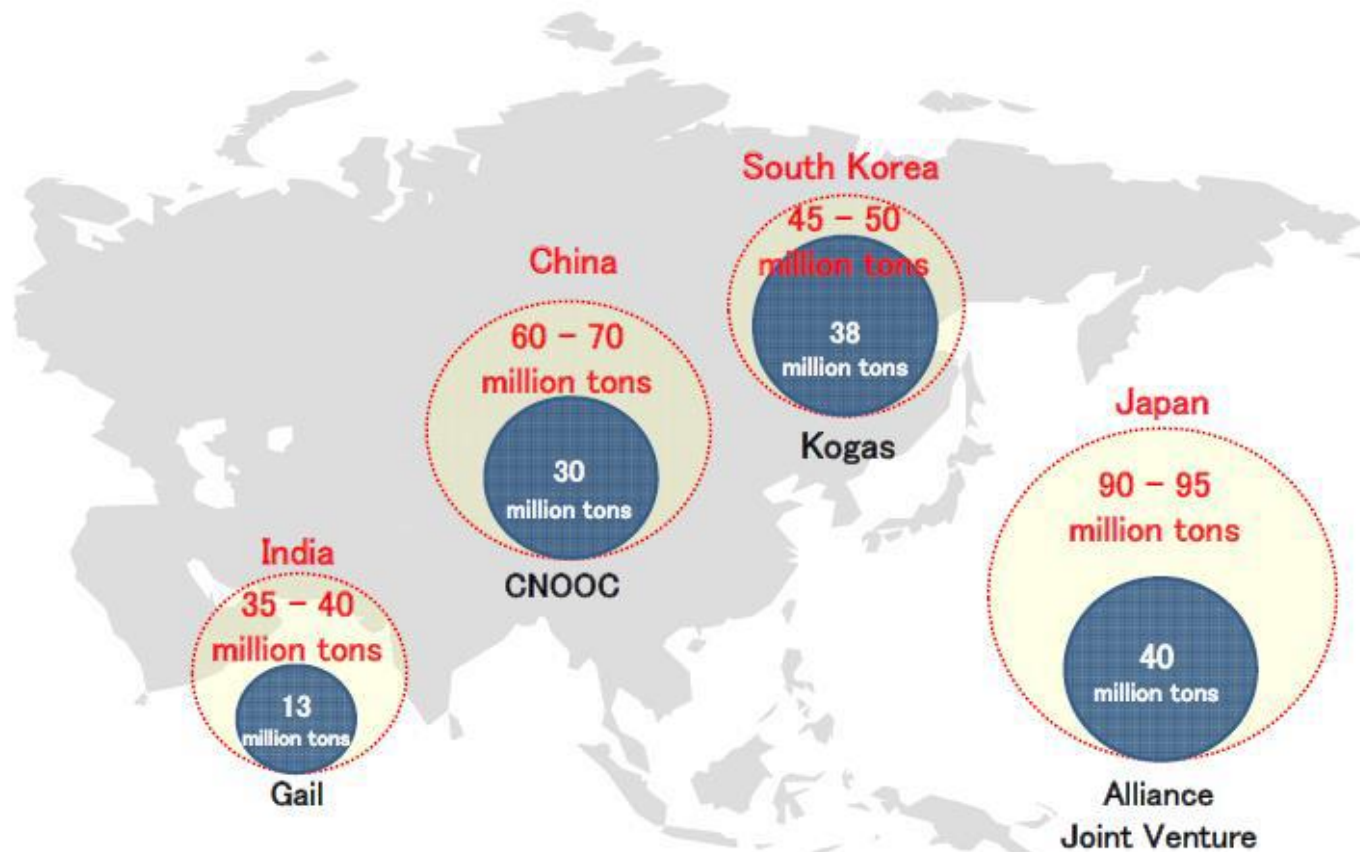 South Korea
45 - 50
million tons
38
million tons
Kogas
China
60 - 70
million tons
30
million tons
CNOOC
Japan
90 - 95
million tons
40
million tons
Alliance
Joint Venture
India
35 - 40
million tons
13
million tons
Gail